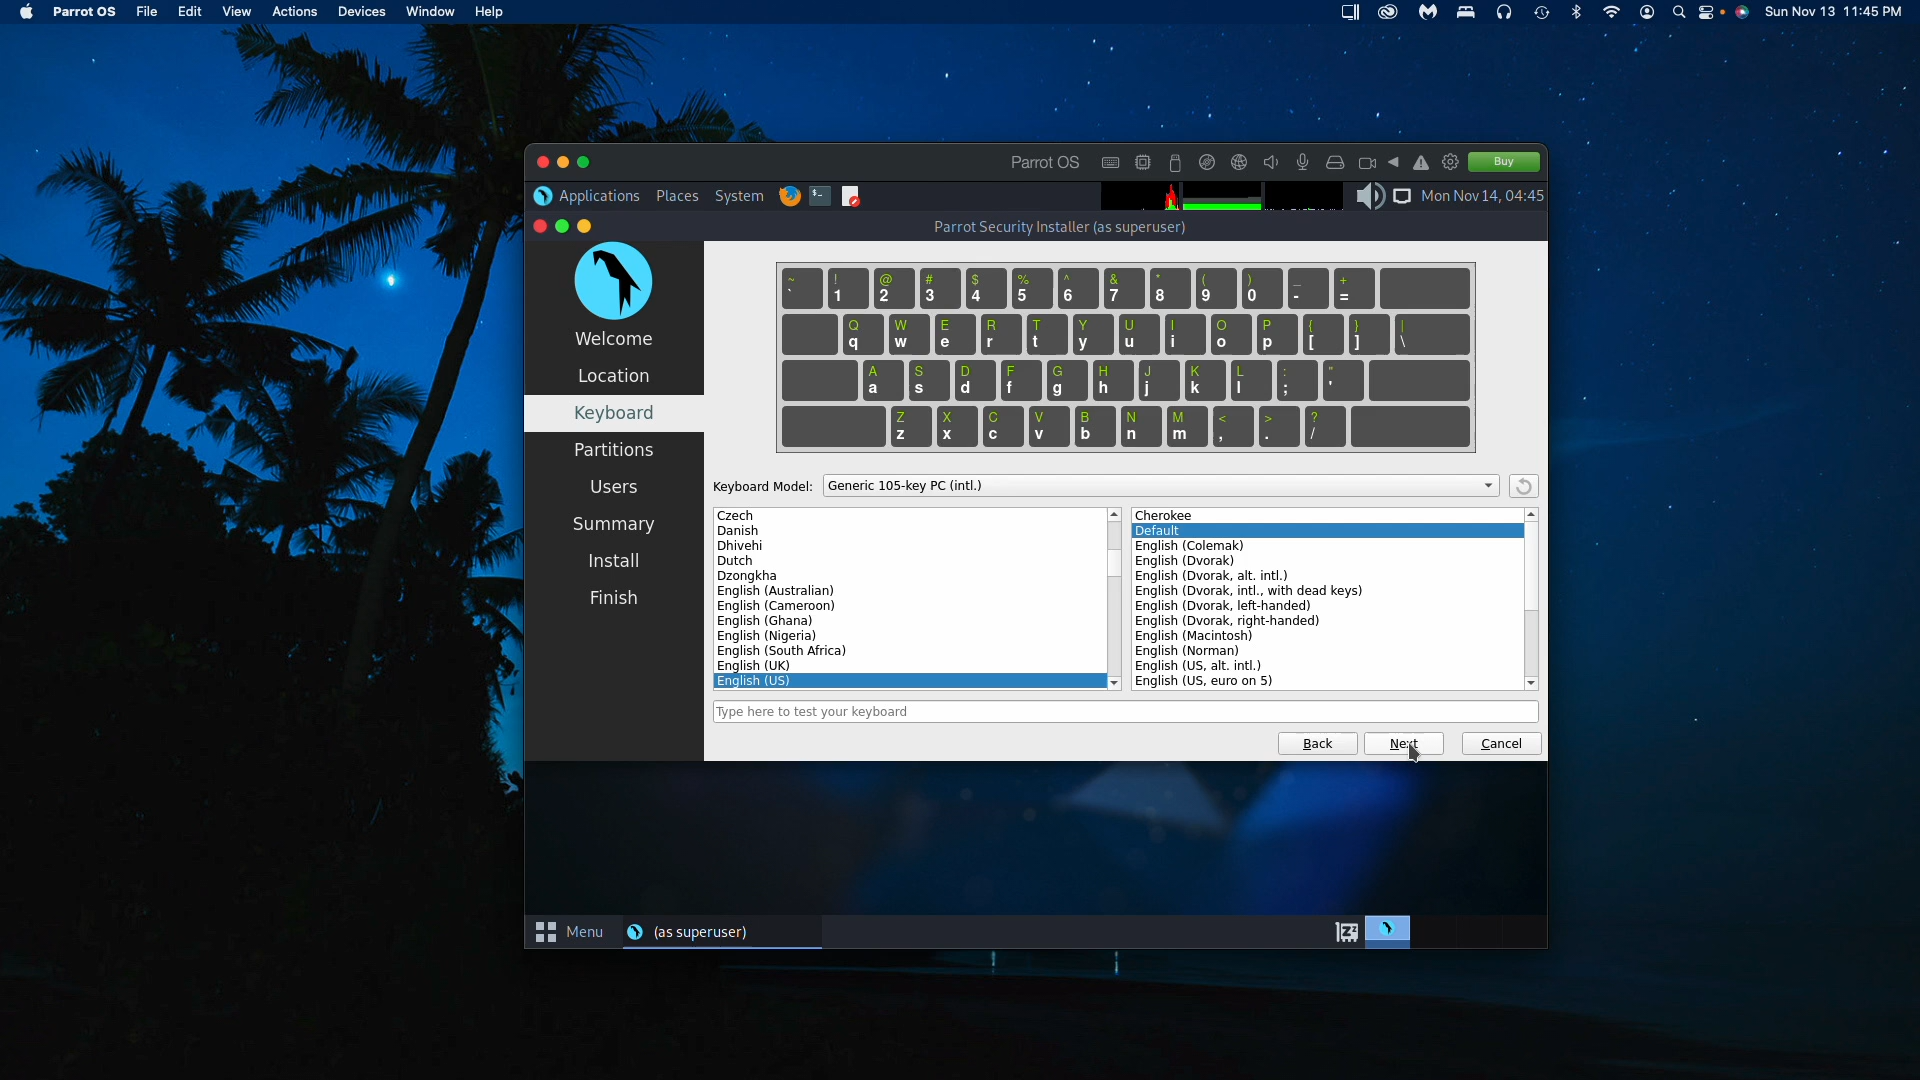 Parrot OS File Edit View Actions Devices Window Help Sun Nov 13 11:45 PM
Parrot OS Buy
Applications Places System Mon Nov 14, 04:45
Parrot Security Installer (as superuser)
Welcome
Location
Keyboard
Partitions
Users
Summary
Install
Finish
~ ! @ # $ % ^ & * ( ) _ +
` 1 2 3 4 5 6 7 8 9 0 - =
Q W E R T Y U I O P { } |
q w e r t y u i o p [ ] \
A S D F G H J K L : "
a s d f g h j k l ; '
Z X C V B N M < > ?
z x c v b n m , . /
Keyboard Model: Generic 105-key PC (intl.)
Czech
Danish
Dhivehi
Dutch
Dzongkha
English (Australian)
English (Cameroon)
English (Ghana)
English (Nigeria)
English (South Africa)
English (UK)
English (US)
Cherokee
Default
English (Colemak)
English (Dvorak)
English (Dvorak, alt. intl.)
English (Dvorak, intl., with dead keys)
English (Dvorak, left-handed)
English (Dvorak, right-handed)
English (Macintosh)
English (Norman)
English (US, alt. intl.)
English (US, euro on 5)
Type here to test your keyboard
Back Next Cancel
Menu (as superuser)